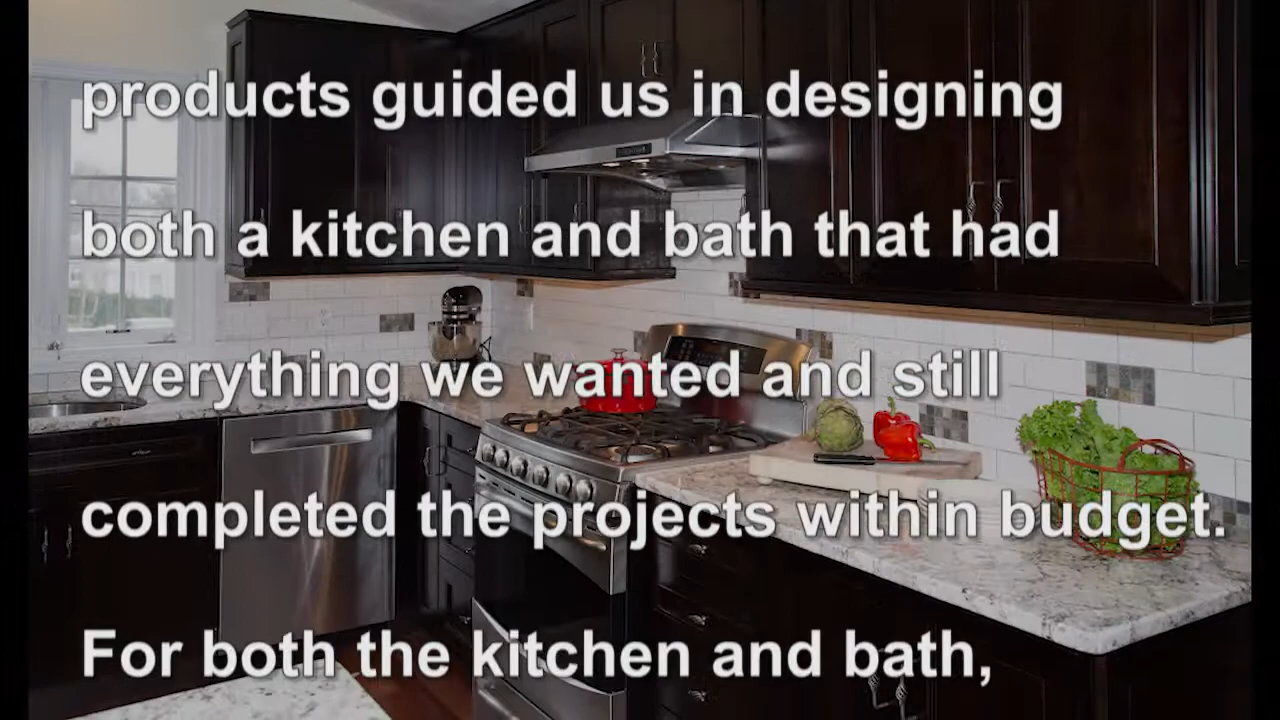 products guided us in designing
both a kitchen and bath that had
everything we wanted and still
completed the projects within budget.
For both the kitchen and bath,